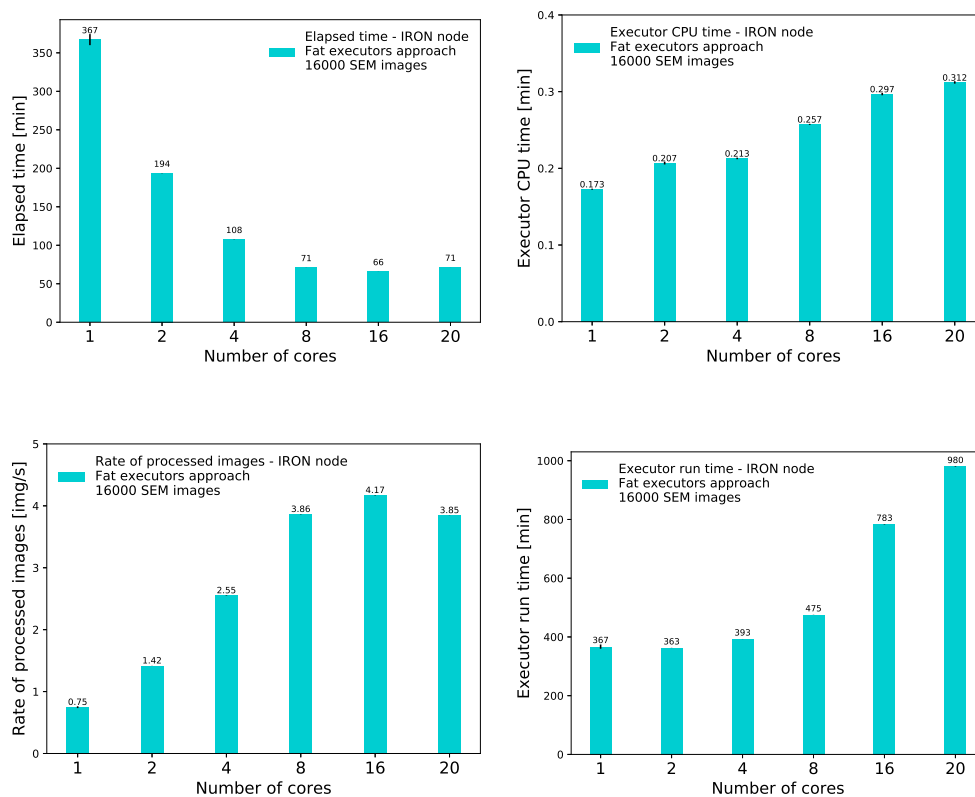 Elapsed time - IRON node
Fat executors approach
16000 SEM images
Elapsed time [min]
350
300
250
200
150
100
50
0
367
194
108
71
66
71
1 2 4 8 16 20
Number of cores
Executor CPU time - IRON node
Fat executors approach
16000 SEM images
Executor CPU time [min]
0.4
0.3
0.2
0.1
0.0
0.173
0.207
0.213
0.257
0.297
0.312
1 2 4 8 16 20
Number of cores
Rate of processed images - IRON node
Fat executors approach
16000 SEM images
Rate of processed images [img/s]
5
4
3
2
1
0
0.75
1.42
2.55
3.86
4.17
3.85
1 2 4 8 16 20
Number of cores
Executor run time - IRON node
Fat executors approach
16000 SEM images
Executor run time [min]
1000
800
600
400
200
0
367
363
393
475
783
980
1 2 4 8 16 20
Number of cores